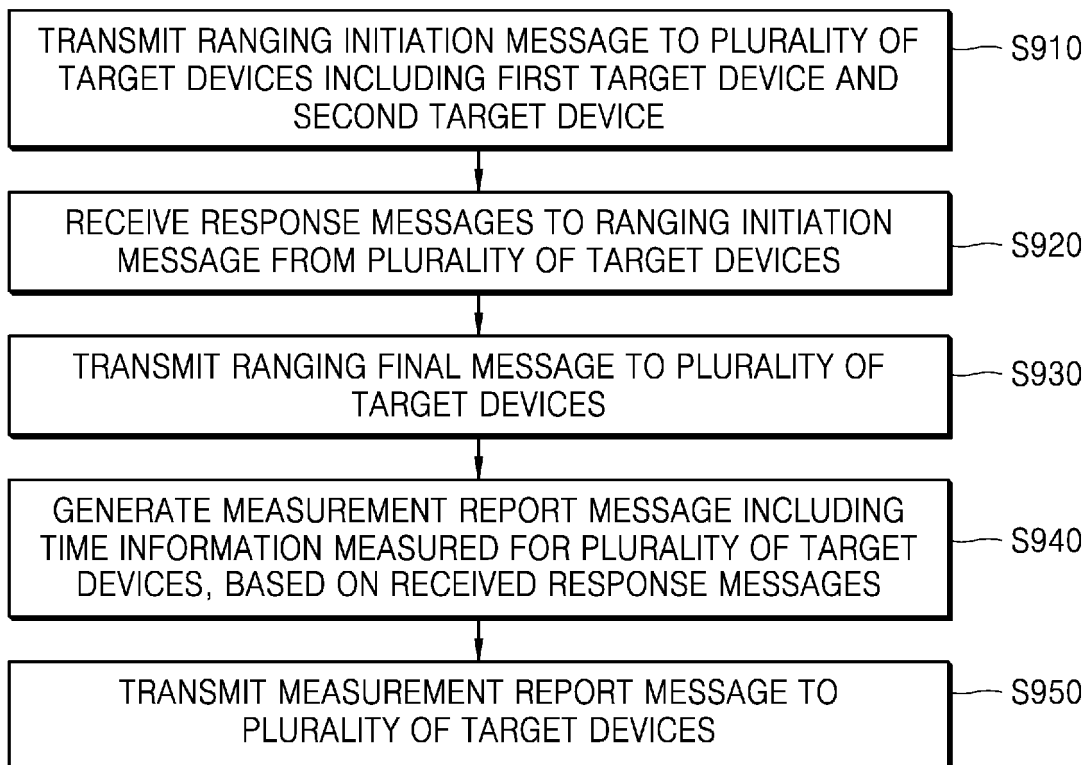 TRANSMIT RANGING INITIATION MESSAGE TO PLURALITY OF
TARGET DEVICES INCLUDING FIRST TARGET DEVICE AND
SECOND TARGET DEVICE
S910
RECEIVE RESPONSE MESSAGES TO RANGING INITIATION
MESSAGE FROM PLURALITY OF TARGET DEVICES
S920
TRANSMIT RANGING FINAL MESSAGE TO PLURALITY OF
TARGET DEVICES
S930
GENERATE MEASUREMENT REPORT MESSAGE INCLUDING
TIME INFORMATION MEASURED FOR PLURALITY OF TARGET
DEVICES, BASED ON RECEIVED RESPONSE MESSAGES
S940
TRANSMIT MEASUREMENT REPORT MESSAGE TO
PLURALITY OF TARGET DEVICES
S950